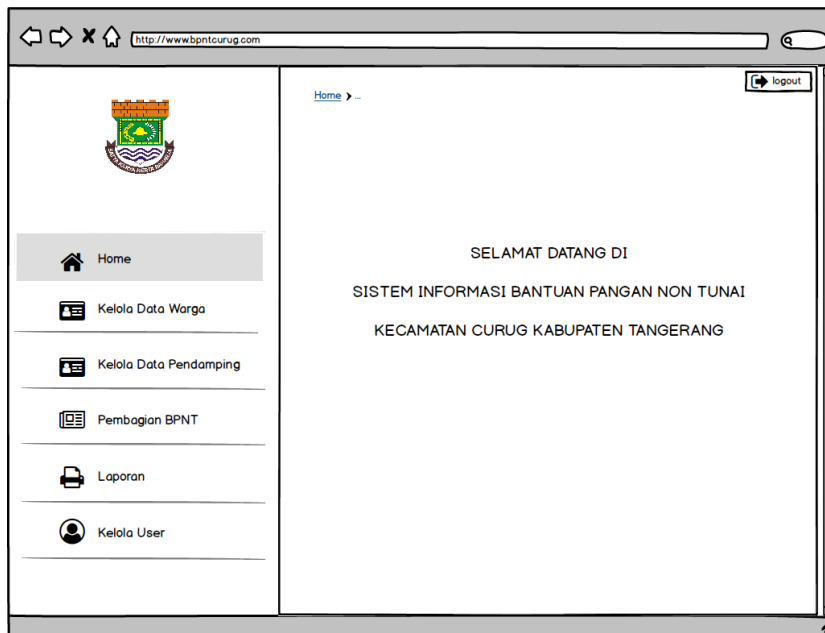 http://www.bpntcurug.com
logout
Home > ...
Home
Kelola Data Warga
Kelola Data Pendamping
Pembagian BPNT
Laporan
Kelola User
SELAMAT DATANG DI
SISTEM INFORMASI BANTUAN PANGAN NON TUNAI
KECAMATAN CURUG KABUPATEN TANGERANG